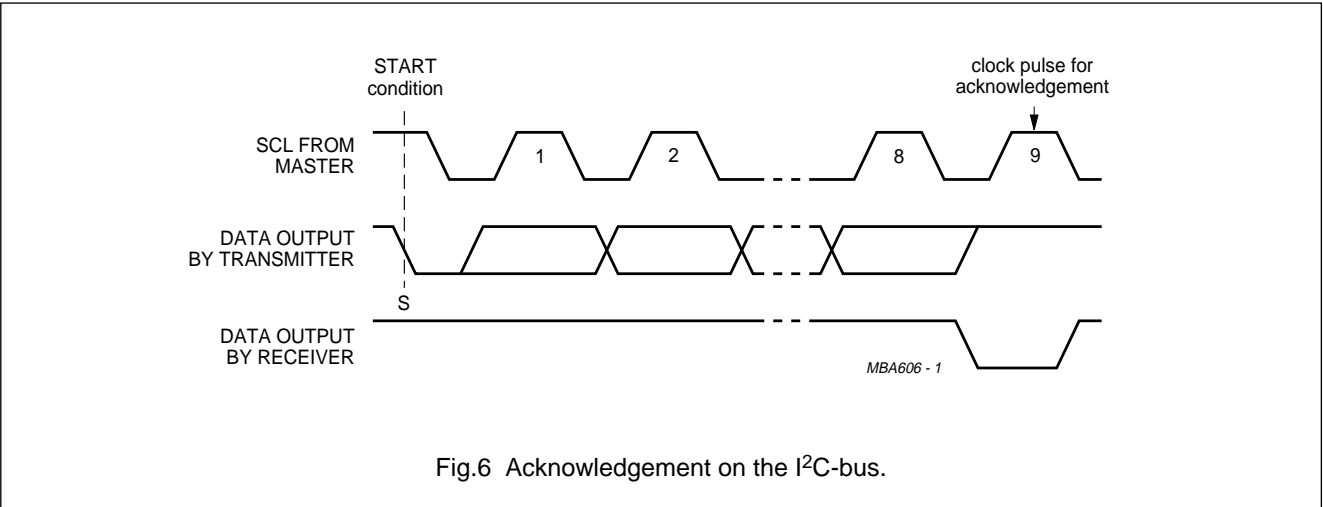 START
condition
clock pulse for
acknowledgement
SCL FROM
MASTER
1
2
8
9
DATA OUTPUT
BY TRANSMITTER
S
DATA OUTPUT
BY RECEIVER
MBA606 - 1
Fig.6 Acknowledgement on the I²C-bus.